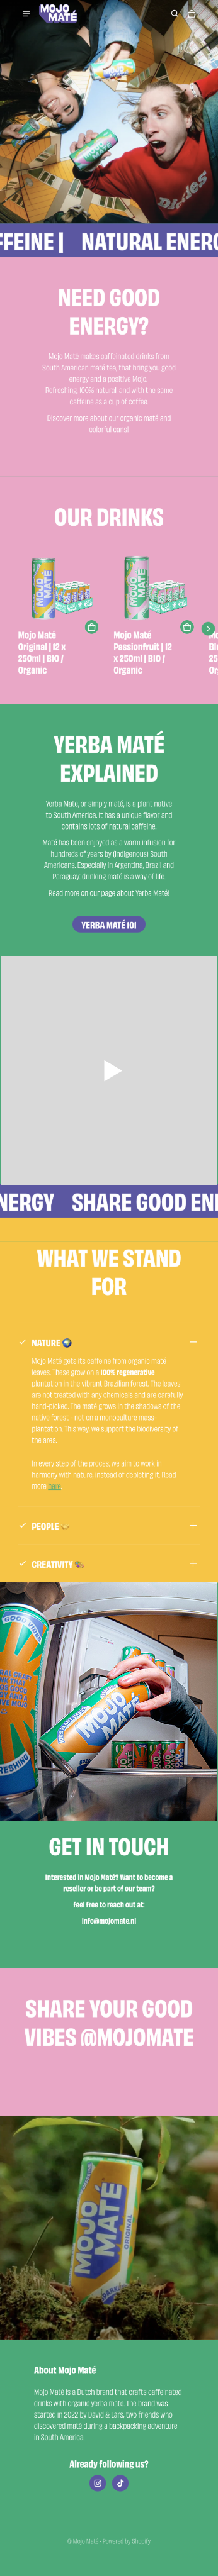 MOJO
MATÉ
FFEINE | NATURAL ENERG
NEED GOOD
ENERGY?
Mojo Maté makes caffeinated drinks from
South American maté tea, that bring you good
energy and a positive Mojo.
Refreshing, 100% natural, and with the same
caffeine as a cup of coffee.
Discover more about our organic maté and
colorful cans!
OUR DRINKS
Mojo Maté
Original | 12 x
250ml | BIO /
Organic
Mojo Maté
Passionfruit | 12
x 250ml | BIO /
Organic
YERBA MATÉ
EXPLAINED
Yerba Mate, or simply maté, is a plant native
to South America. It has a unique flavor and
contains lots of natural caffeine.
Maté has been enjoyed as a warm infusion for
hundreds of years by (indigenous) South
Americans. Especially in Argentina, Brazil and
Paraguay: drinking maté is a way of life.
Read more on our page about Yerba Maté!
YERBA MATÉ 101
NERGY SHARE GOOD ENE
WHAT WE STAND
FOR
NATURE 🌍
Mojo Maté gets its caffeine from organic maté
leaves. These grow on a 100% regenerative
plantation in the vibrant Brazilian forest. The leaves
are not treated with any chemicals and are carefully
hand-picked. The maté grows in the shadows of the
native forest - not on a monoculture mass-
plantation. This way, we support the biodiversity of
the area.
In every step of the process, we aim to work in
harmony with nature, instead of depleting it. Read
more here
PEOPLE
CREATIVITY 🎨
GOOD VIBES
REFRESHING
MOJO
MATE
GET IN TOUCH
Interested in Mojo Maté? Want to become a
reseller or be part of our team?
Feel free to reach out at:
info@mojomate.nl
SHARE YOUR GOOD
VIBES @MOJOMATE
MOJO
MATÉ
ORIGINAL
About Mojo Maté
Mojo Maté is a Dutch brand that crafts caffeinated
drinks with organic yerba mate. The brand was
started in 2022 by David & Lars, two friends who
discovered maté during a backpacking adventure
in South America.
Already following us?
© Mojo Maté • Powered by Shopify